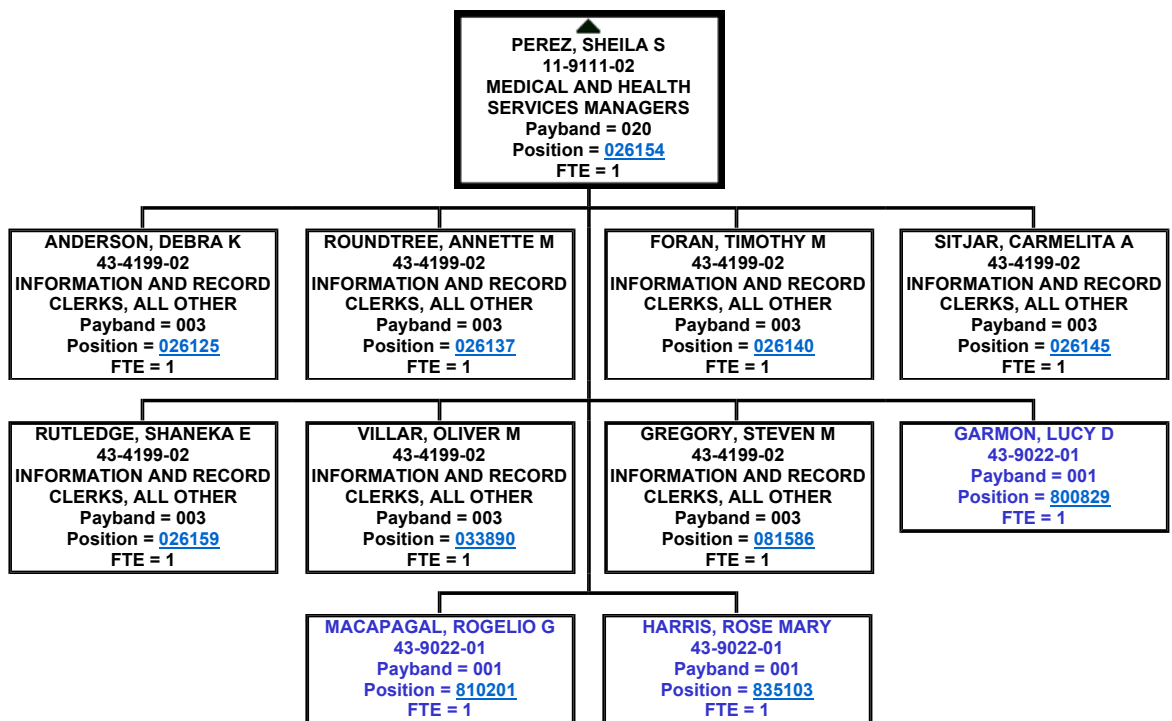 PEREZ, SHEILA S
11-9111-02
MEDICAL AND HEALTH
SERVICES MANAGERS
Payband = 020
Position = 026154
FTE = 1
ANDERSON, DEBRA K
43-4199-02
INFORMATION AND RECORD
CLERKS, ALL OTHER
Payband = 003
Position = 026125
FTE = 1
ROUNDTREE, ANNETTE M
43-4199-02
INFORMATION AND RECORD
CLERKS, ALL OTHER
Payband = 003
Position = 026137
FTE = 1
FORAN, TIMOTHY M
43-4199-02
INFORMATION AND RECORD
CLERKS, ALL OTHER
Payband = 003
Position = 026140
FTE = 1
SITJAR, CARMELITA A
43-4199-02
INFORMATION AND RECORD
CLERKS, ALL OTHER
Payband = 003
Position = 026145
FTE = 1
RUTLEDGE, SHANEKA E
43-4199-02
INFORMATION AND RECORD
CLERKS, ALL OTHER
Payband = 003
Position = 026159
FTE = 1
VILLAR, OLIVER M
43-4199-02
INFORMATION AND RECORD
CLERKS, ALL OTHER
Payband = 003
Position = 033890
FTE = 1
GREGORY, STEVEN M
43-4199-02
INFORMATION AND RECORD
CLERKS, ALL OTHER
Payband = 003
Position = 081586
FTE = 1
GARMON, LUCY D
43-9022-01
Payband = 001
Position = 800829
FTE = 1
MACAPAGAL, ROGELIO G
43-9022-01
Payband = 001
Position = 810201
FTE = 1
HARRIS, ROSE MARY
43-9022-01
Payband = 001
Position = 835103
FTE = 1